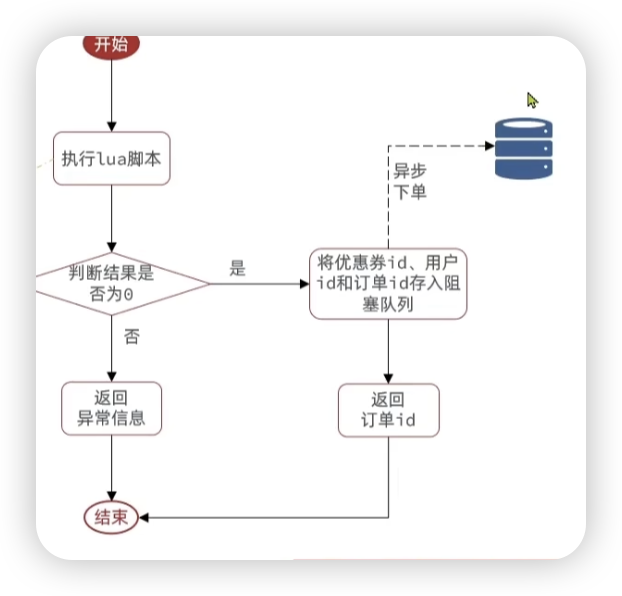 开始
执行lua脚本
异步
下单
判断结果是
否为0
是
将优惠券id、用户
id和订单id存入阻
塞队列
否
返回
异常信息
返回
订单id
结束